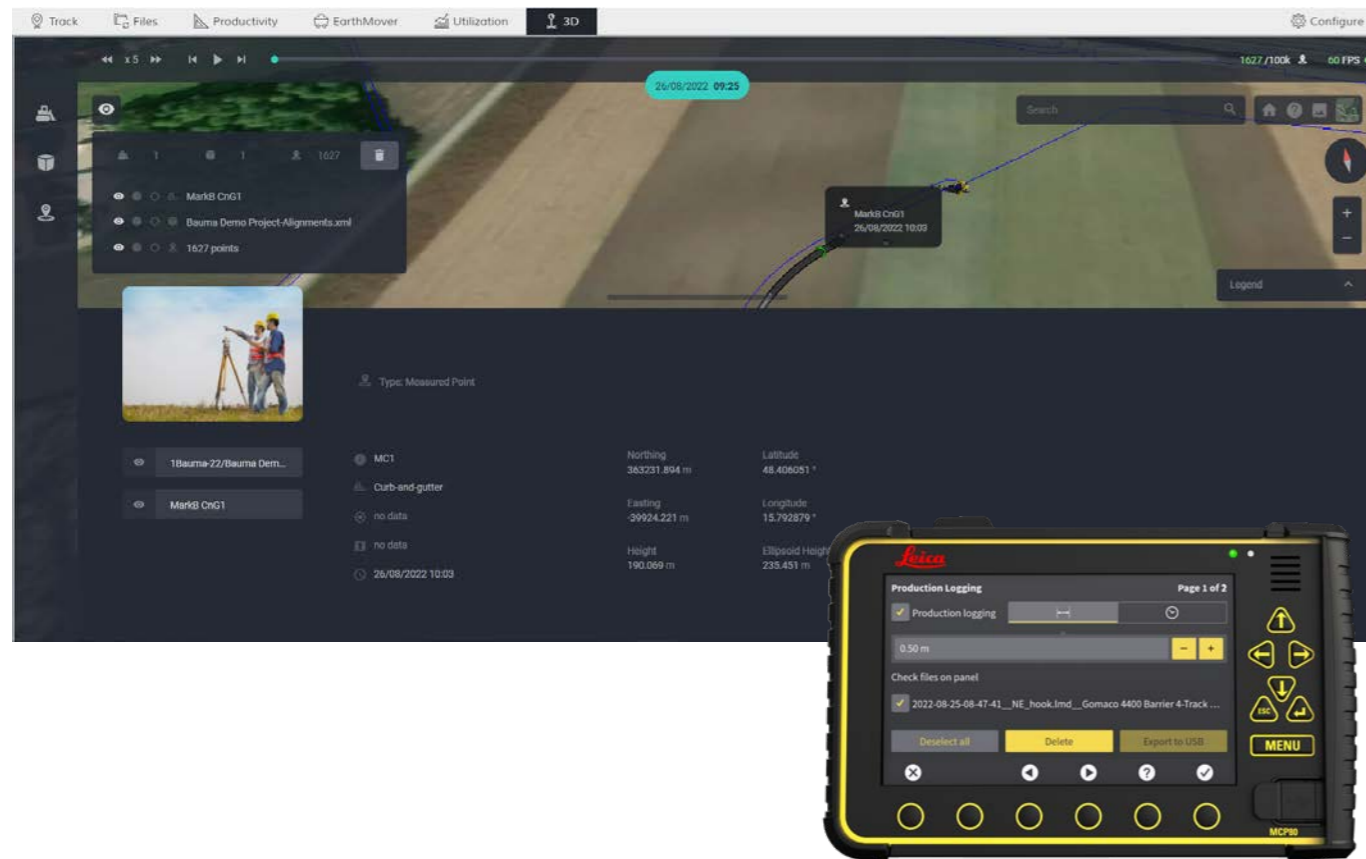 Track Files Productivity EarthMover Utilization 3D Configure
x5 1627/100k 60 FPS
26/08/2022 09:25
Search
1 1 1627
MarkB CnG1
MarkB CnG1
26/08/2022 10:03
Bauma Demo Project-Alignments.xml
1627 points
Legend
Type: Measured Point
1Bauma-22/Bauma Dem...
MarkB CnG1
MC1
Curb-and-gutter
no data
no data
26/08/2022 10:03
Northing
363231.894 m
Easting
-39924.221 m
Height
190.069 m
Latitude
48.406051 °
Longitude
15.792879 °
Ellipsoid Height
235.451 m
Leica
Production Logging Page 1 of 2
Production logging
0.50 m - +
Check files on panel
2022-08-25-08-47-41__NE_hook.lmd__Gomaco 4400 Barrier 4-Track ...
Deselect all Delete Export to USB
ESC
MENU
MCP80